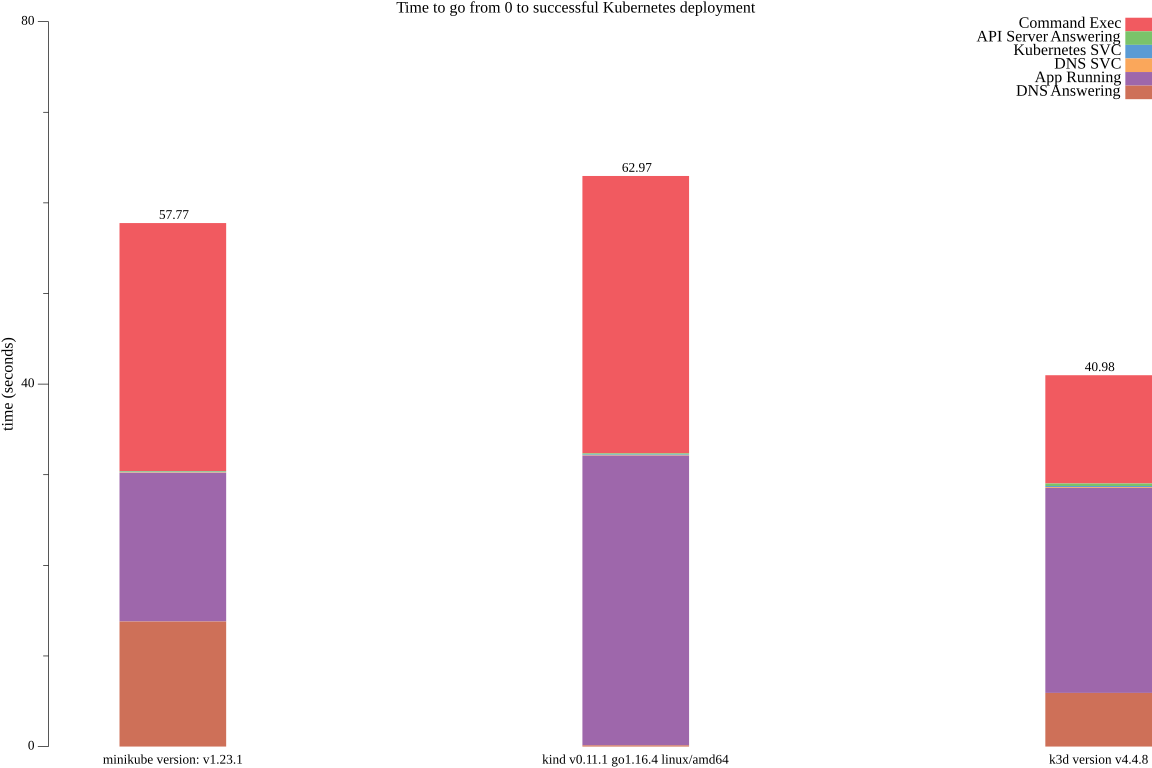 Time to go from 0 to successful Kubernetes deployment
80
40
0
time (seconds)
Command Exec
API Server Answering
Kubernetes SVC
DNS SVC
App Running
DNS Answering
57.77
62.97
40.98
minikube version: v1.23.1
kind v0.11.1 go1.16.4 linux/amd64
k3d version v4.4.8